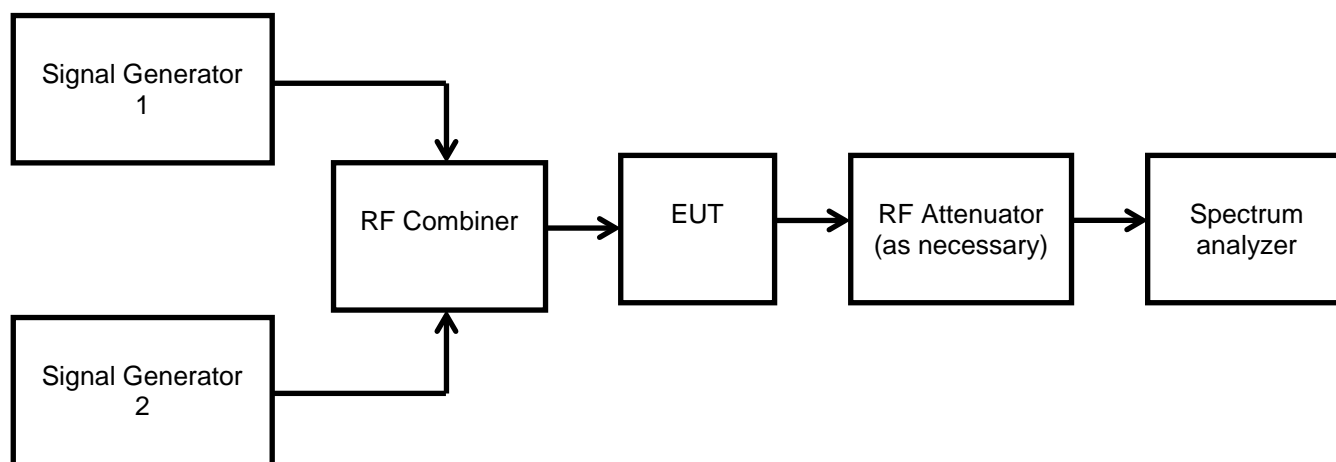 Signal Generator
1
RF Combiner
EUT
RF Attenuator
(as necessary)
Spectrum
analyzer
Signal Generator
2